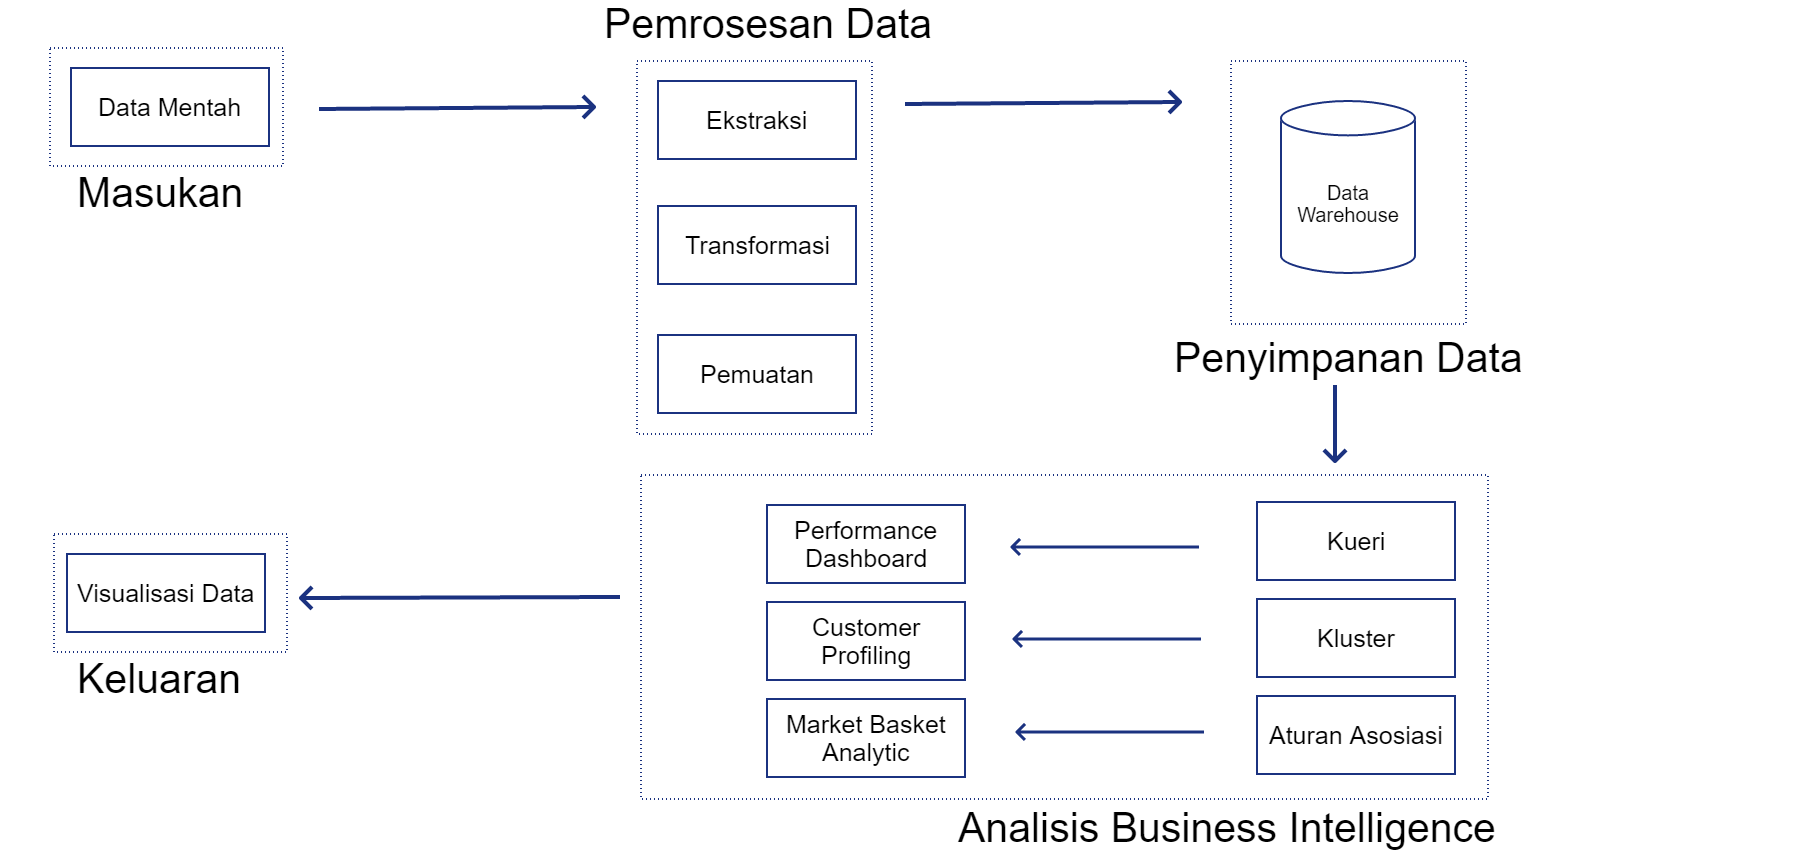 Pemrosesan Data
Data Mentah
Masukan
Ekstraksi
Transformasi
Pemuatan
Data
Warehouse
Penyimpanan Data
Kueri
Performance
Dashboard
Kluster
Customer
Profiling
Aturan Asosiasi
Market Basket
Analytic
Analisis Business Intelligence
Visualisasi Data
Keluaran